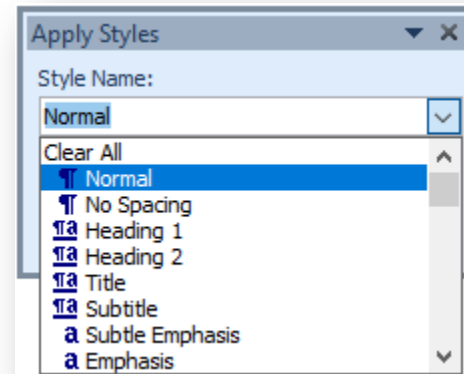 Apply Styles
Style Name:
Normal
Clear All
¶ Normal
¶ No Spacing
¶a Heading 1
¶a Heading 2
¶a Title
¶a Subtitle
a Subtle Emphasis
a Emphasis